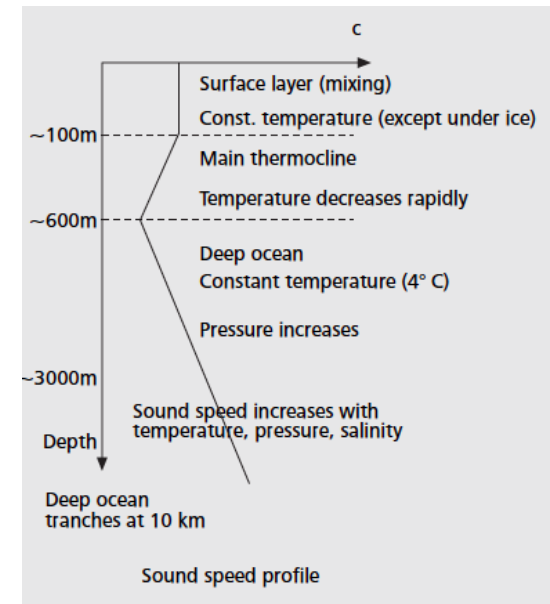 c
Surface layer (mixing)
Const. temperature (except under ice)
~100m
Main thermocline
Temperature decreases rapidly
~600m
Deep ocean
Constant temperature (4° C)
Pressure increases
~3000m
Sound speed increases with
temperature, pressure, salinity
Depth
Deep ocean
tranches at 10 km
Sound speed profile